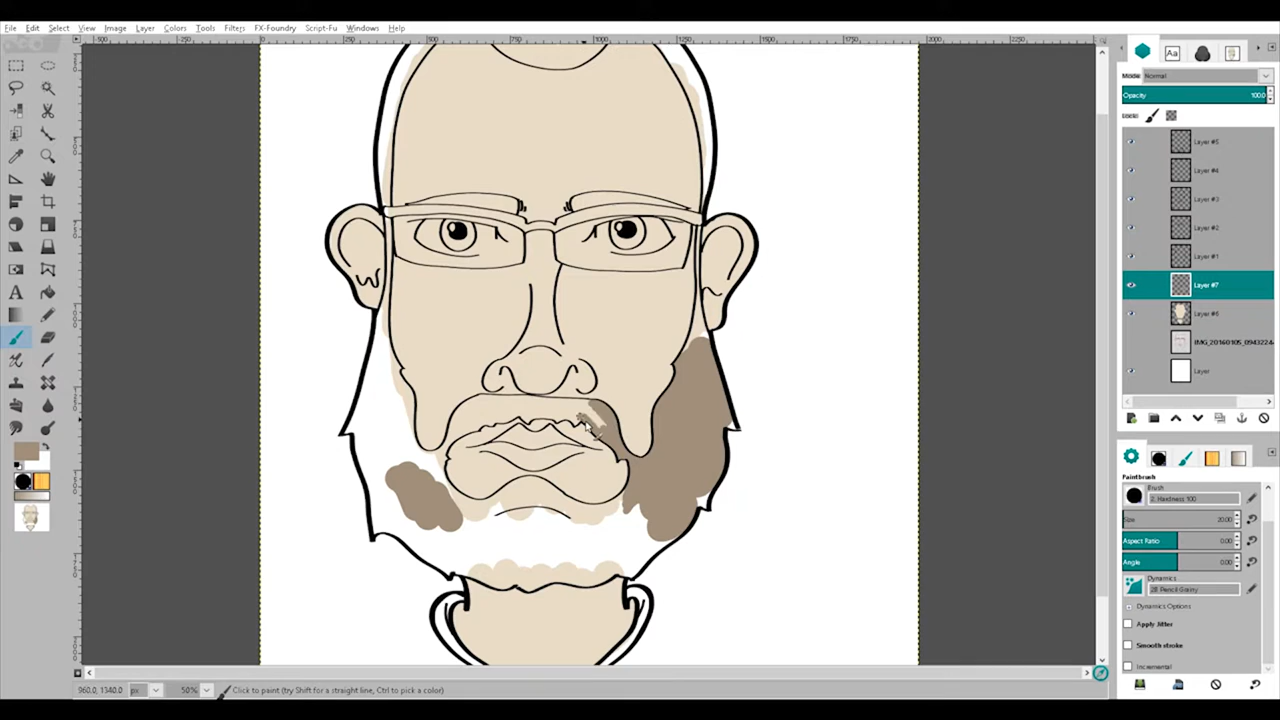 File Edit Select View Image Layer Colors Tools Filters FX-Foundry Script-Fu Windows Help
Mode: Normal
Opacity 100.0
Lock:
Layer #5
Layer #4
Layer #3
Layer #2
Layer #1
Layer #7
Layer #6
IMG_20160105_0943224
Layer
Paintbrush
Brush
2. Hardness 100
Size 20.00
Aspect Ratio 0.00
Angle 0.00
Dynamics
2B Pencil-Grainy
Dynamics Options
Apply Jitter
Smooth stroke
Incremental
960.0, 1340.0 px 50% Click to paint (try Shift for a straight line, Ctrl to pick a color)